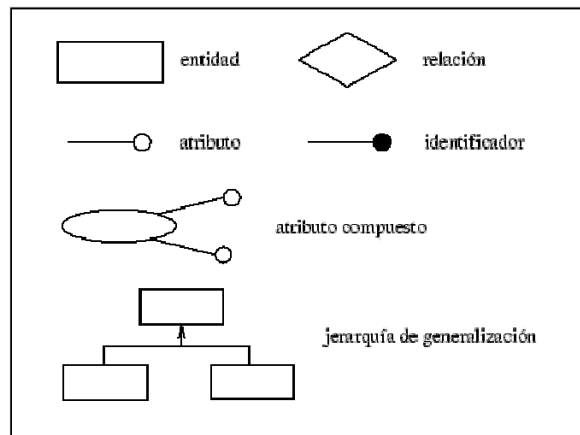 entidad
relación
atributo
identificador
atributo compuesto
jerarquía de generalización